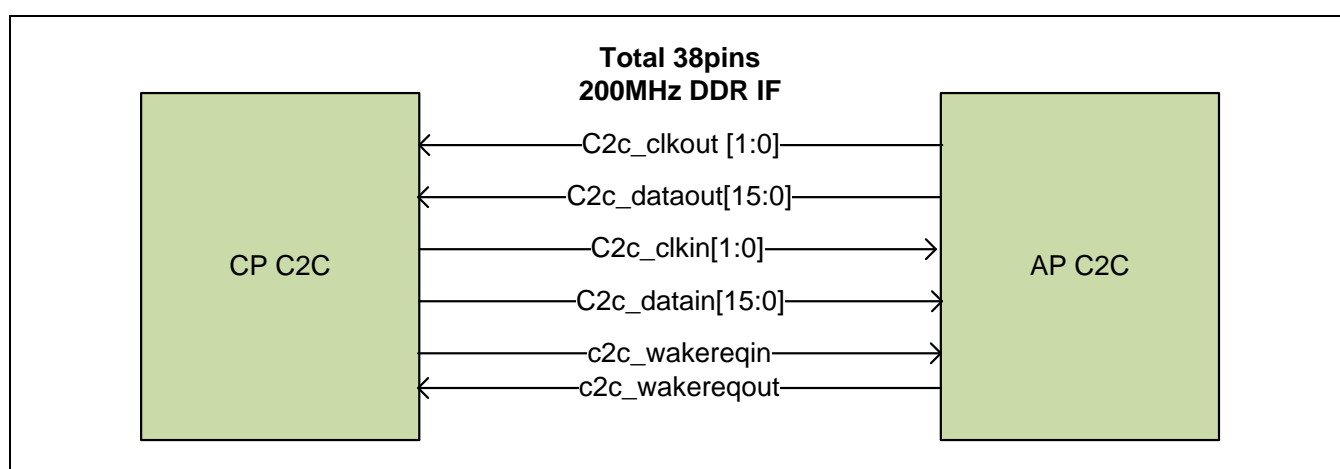 Total 38pins
200MHz DDR IF
C2c_clkout [1:0]
C2c_dataout[15:0]
C2c_clkin[1:0]
CP C2C
AP C2C
C2c_datain[15:0]
c2c_wakereqin
c2c_wakereqout